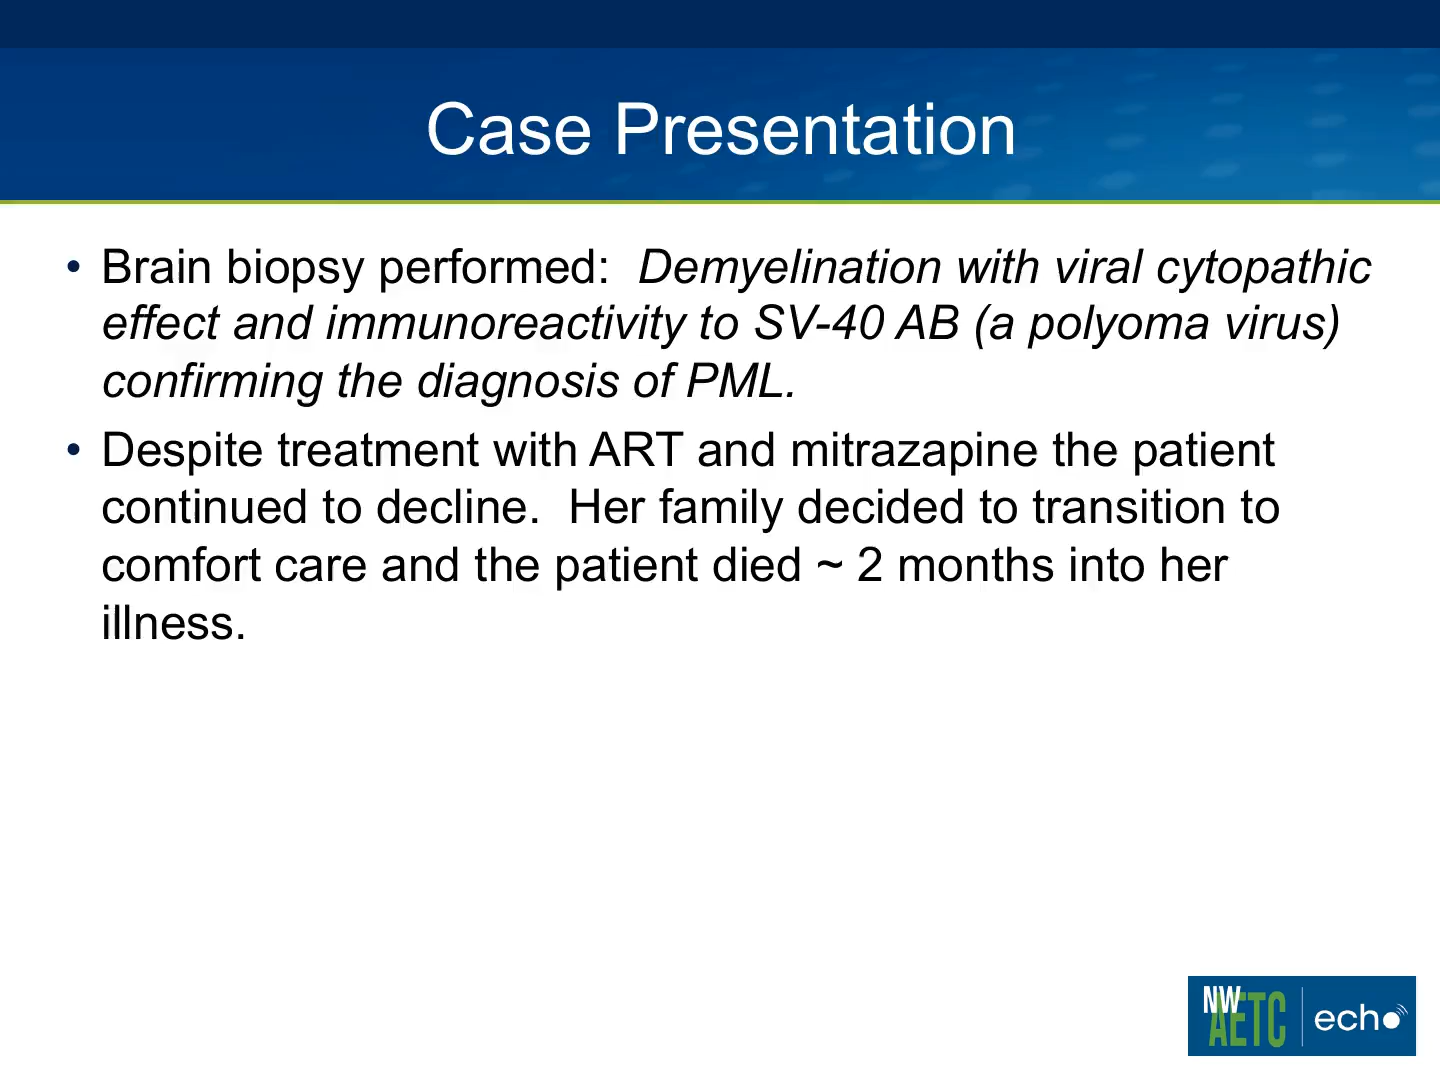 Case Presentation
• Brain biopsy performed:  Demyelination with viral cytopathic
effect and immunoreactivity to SV-40 AB (a polyoma virus)
confirming the diagnosis of PML.
• Despite treatment with ART and mitrazapine the patient
continued to decline.  Her family decided to transition to
comfort care and the patient died ~ 2 months into her
illness.
NW
AETC
echo